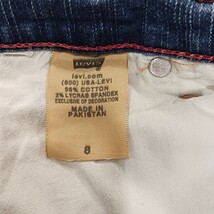 LEVI'S
levi.com
(800) USA-LEVI
98% COTTON
2% LYCRA® SPANDEX
EXCLUSIVE OF DECORATION
MADE IN
PAKISTAN
8